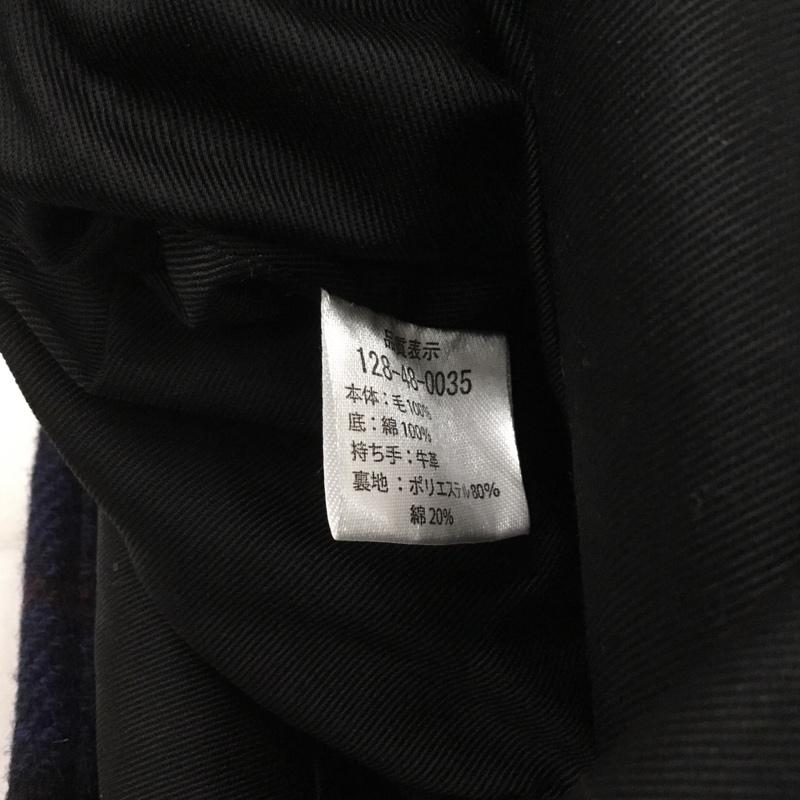 品質表示
128-48-0035
本体：毛100%
底：綿100%
持ち手：牛革
裏地：ポリエステル80%
綿20%